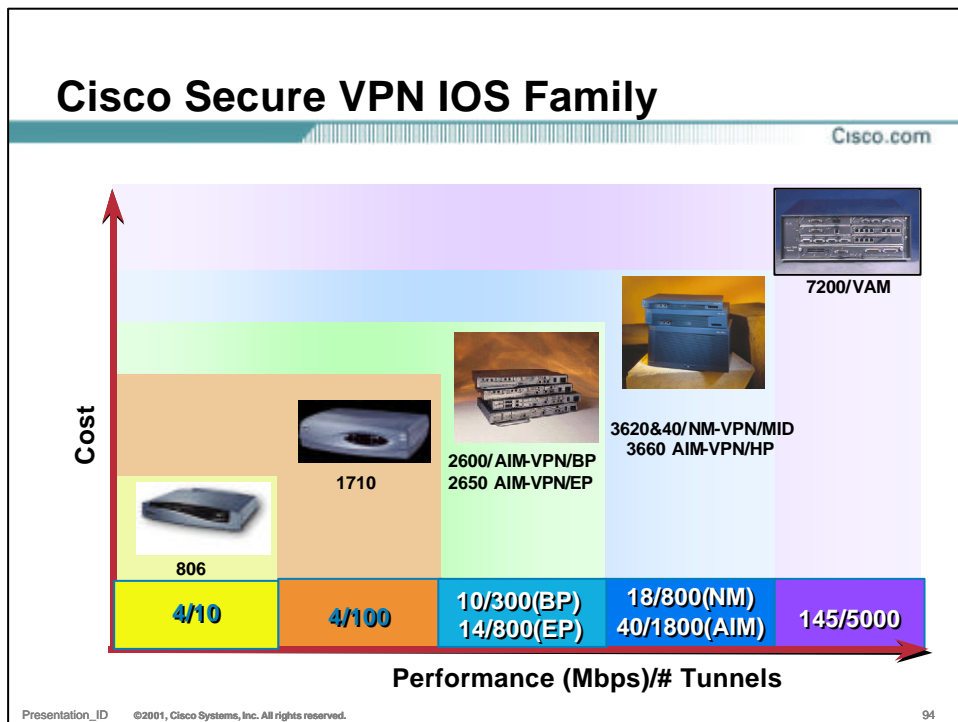 Cisco Secure VPN IOS Family
Cisco.com
Cost
7200/VAM
3620&40/NM-VPN/MID
3660 AIM-VPN/HP
2600/AIM-VPN/BP
2650 AIM-VPN/EP
1710
806
4/10
4/100
10/300(BP)
14/800(EP)
18/800(NM)
40/1800(AIM)
145/5000
Performance (Mbps)/# Tunnels
Presentation_ID
©2001, Cisco Systems, Inc. All rights reserved.
94